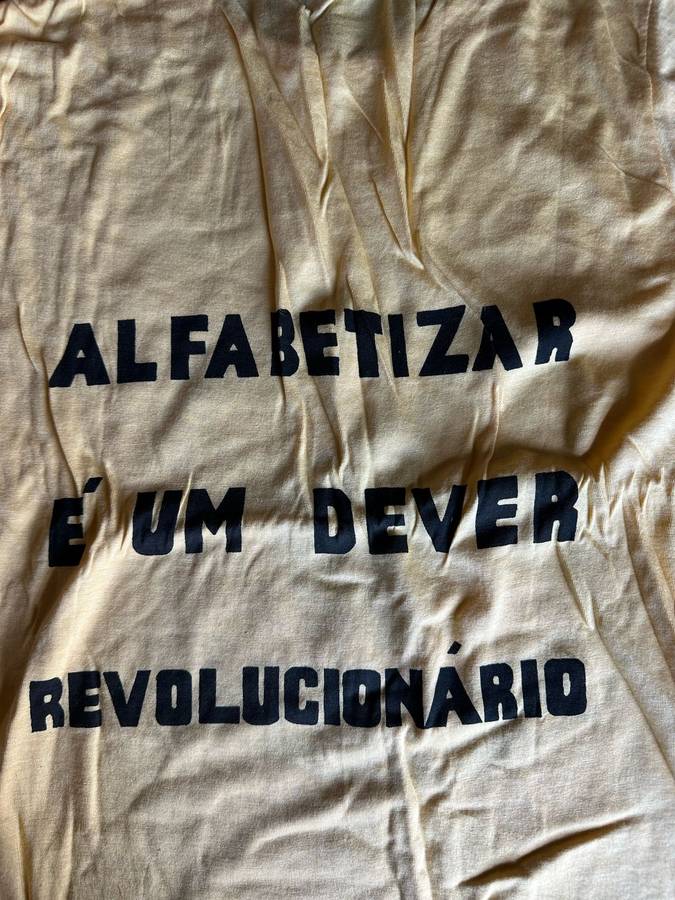 ALFABETIZAR
É UM DEVER
REVOLUCIONÁRIO